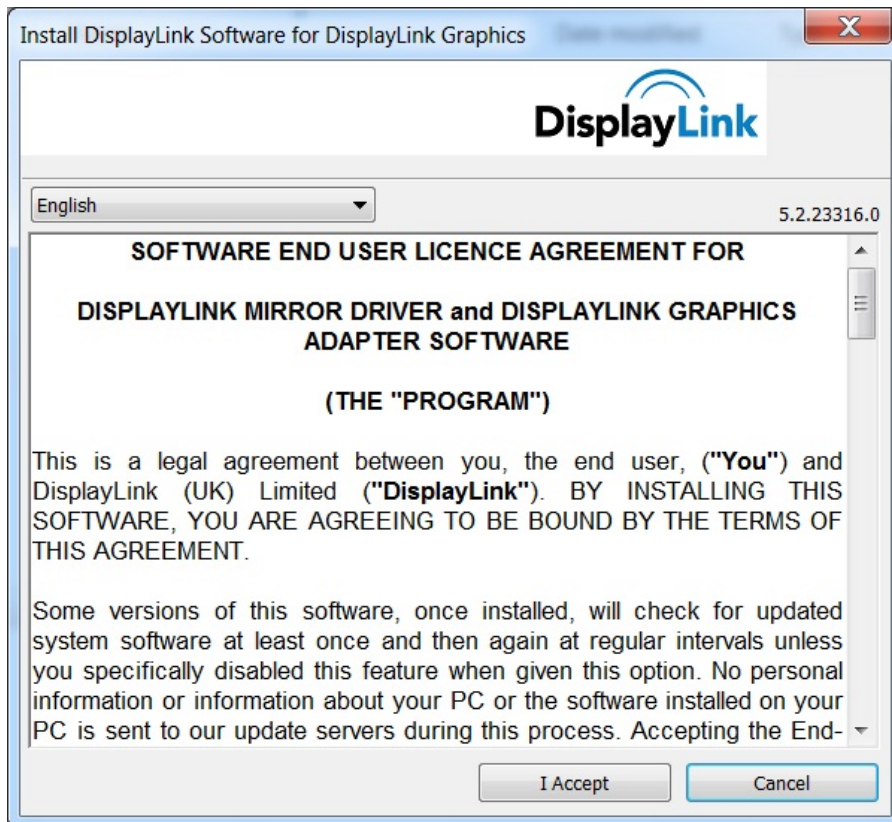 Install DisplayLink Software for DisplayLink Graphics
DisplayLink
English
5.2.23316.0
SOFTWARE END USER LICENCE AGREEMENT FOR
DISPLAYLINK MIRROR DRIVER and DISPLAYLINK GRAPHICS
ADAPTER SOFTWARE
(THE "PROGRAM")
This is a legal agreement between you, the end user, ("You") and
DisplayLink (UK) Limited ("DisplayLink"). BY INSTALLING THIS
SOFTWARE, YOU ARE AGREEING TO BE BOUND BY THE TERMS OF
THIS AGREEMENT.
Some versions of this software, once installed, will check for updated
system software at least once and then again at regular intervals unless
you specifically disabled this feature when given this option. No personal
information or information about your PC or the software installed on your
PC is sent to our update servers during this process. Accepting the End-
I Accept
Cancel